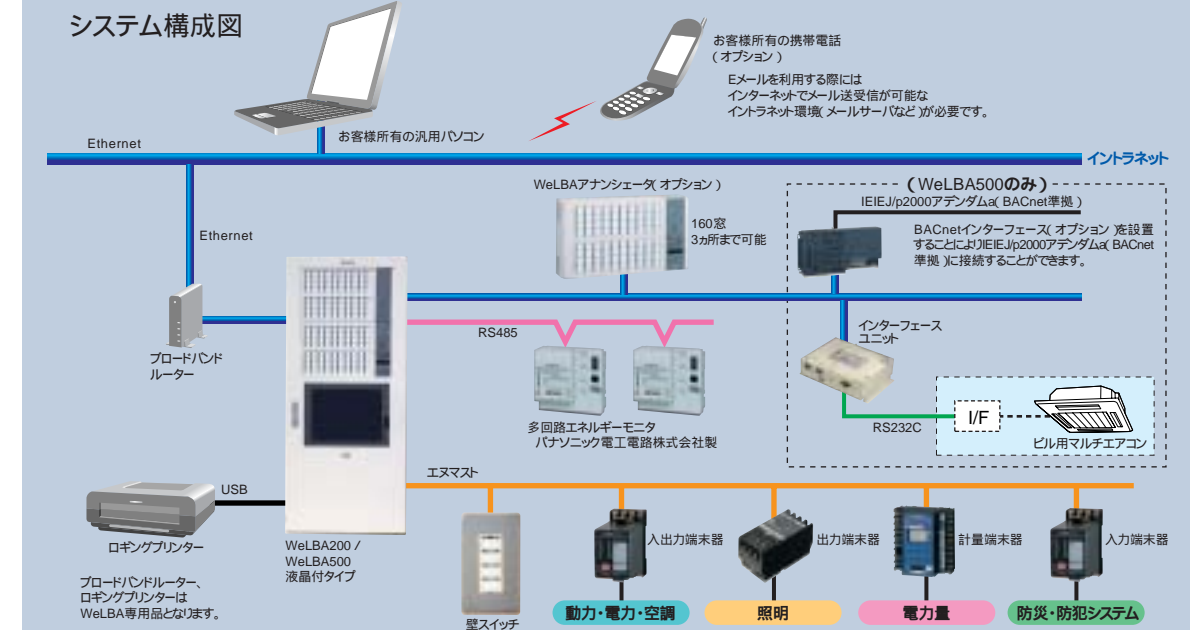 システム構成図
お客様所有の携帯電話
(オプション)
Eメールを利用する際には
インターネットでメール送受信が可能な
イントラネット環境(メールサーバなど)が必要です。
お客様所有の汎用パソコン
Ethernet
イントラネット
WeLBAアナンシェータ(オプション)
160窓
3ヵ所まで可能
(WeLBA500のみ)
IEIEJ/p2000アデンダムa(BACnet準拠)
BACnetインターフェース(オプション)を設置
することによりIEIEJ/p2000アデンダムa(BACnet
準拠)に接続することができます。
Ethernet
ブロードバンド
ルーター
RS485
インターフェース
ユニット
多回路エネルギーモニタ
パナソニック電工電路株式会社製
RS232C
I/F
ビル用マルチエアコン
エヌマスト
USB
ロギングプリンター
WeLBA200 /
WeLBA500
液晶付タイプ
ブロードバンドルーター、
ロギングプリンターは
WeLBA専用品となります。
壁スイッチ
入出力端末器
出力端末器
計量端末器
入力端末器
動力・電力・空調
照明
電力量
防災・防犯システム